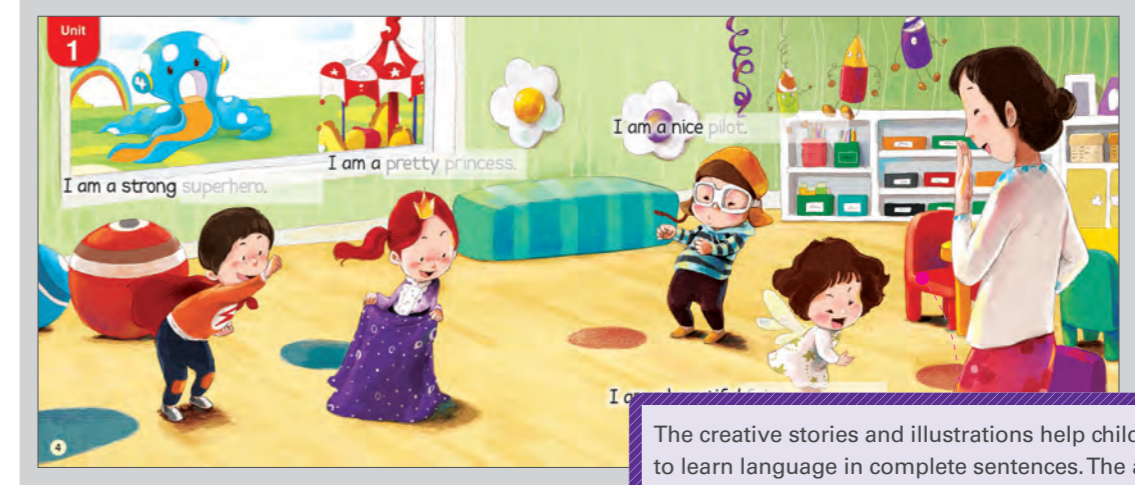 Unit
1
4
I am a nice pilot.
I am a pretty princess.
I am a strong superhero.
I
4
The creative stories and illustrations help
to learn language in complete sentences. The